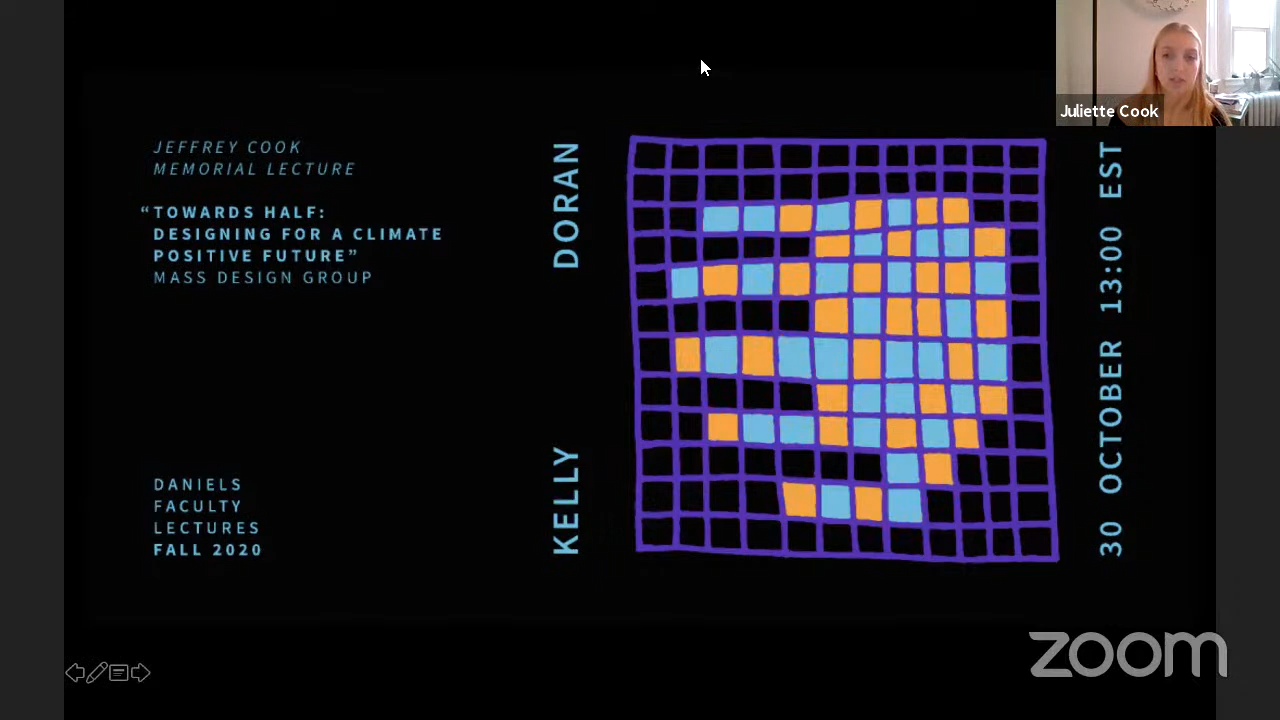 JEFFREY COOK
MEMORIAL LECTURE
“TOWARDS HALF:
DESIGNING FOR A CLIMATE
POSITIVE FUTURE”
MASS DESIGN GROUP
DANIELS
FACULTY
LECTURES
FALL 2020
KELLY DORAN
30 OCTOBER 13:00 EST
Juliette Cook
zoom